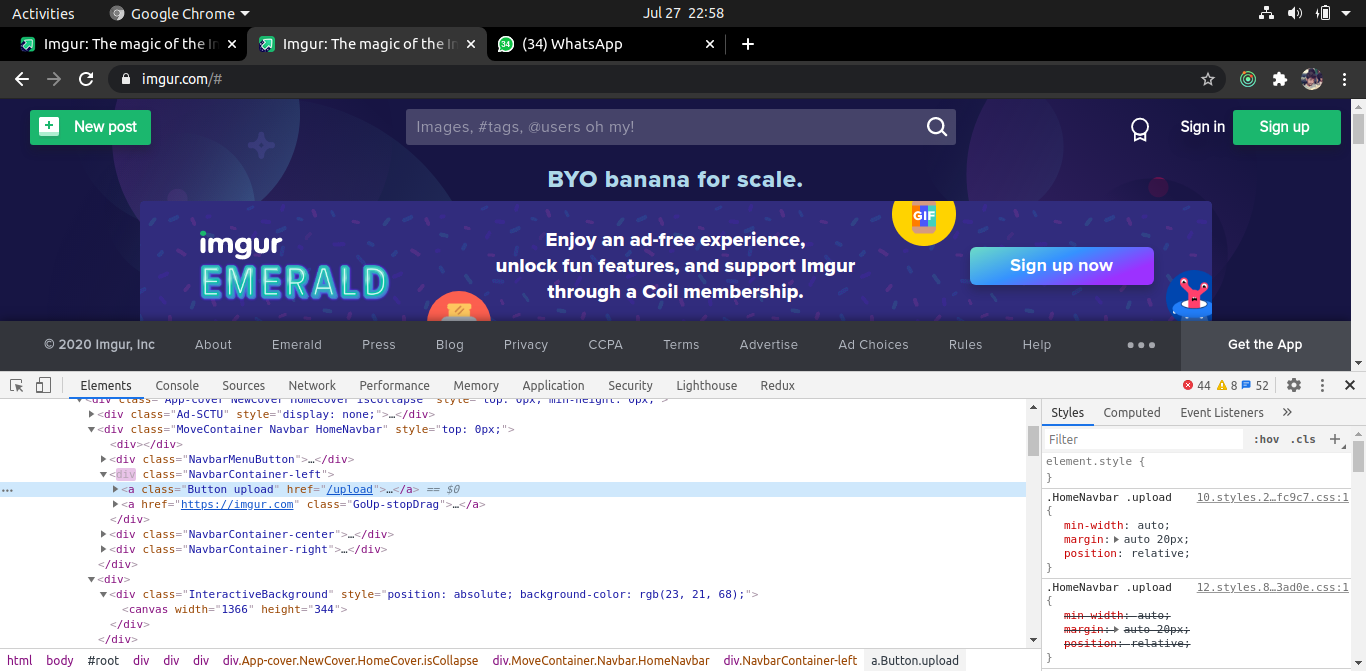 Activities Google Chrome Jul 27 22:58
Imgur: The magic of the In Imgur: The magic of the In 34 (34) WhatsApp
imgur.com/#
New post Images, #tags, @users oh my! Sign in Sign up
BYO banana for scale.
GIF
imgur
EMERALD
Enjoy an ad-free experience,
unlock fun features, and support Imgur
through a Coil membership.
Sign up now
© 2020 Imgur, Inc About Emerald Press Blog Privacy CCPA Terms Advertise Ad Choices Rules Help ••• Get the App
Elements Console Sources Network Performance Memory Application Security Lighthouse Redux 44 8 52
<div class="App-cover NewCover HomeCover isCollapse" style="top: 0px; min-height: 0px;">
<div class="Ad-SCTU" style="display: none;">…</div>
<div class="MoveContainer Navbar HomeNavbar" style="top: 0px;">
<div></div>
<div class="NavbarMenuButton">…</div>
<div class="NavbarContainer-left">
<a class="Button upload" href="/upload">…</a> == $0
<a href="https://imgur.com" class="GoUp-stopDrag">…</a>
</div>
<div class="NavbarContainer-center">…</div>
<div class="NavbarContainer-right">…</div>
</div>
<div>
<div class="InteractiveBackground" style="position: absolute; background-color: rgb(23, 21, 68);">
<canvas width="1366" height="344">
</div>
</div>
html body #root div div div div.App-cover.NewCover.HomeCover.isCollapse div.MoveContainer.Navbar.HomeNavbar div.NavbarContainer-left a.Button.upload
Styles Computed Event Listeners »
Filter :hov .cls +
element.style {
}
.HomeNavbar .upload 10.styles.2…fc9c7.css:1
{
min-width: auto;
margin: auto 20px;
position: relative;
}
.HomeNavbar .upload 12.styles.8…3ad0e.css:1
{
min-width: auto;
margin: auto 20px;
position: relative;
}